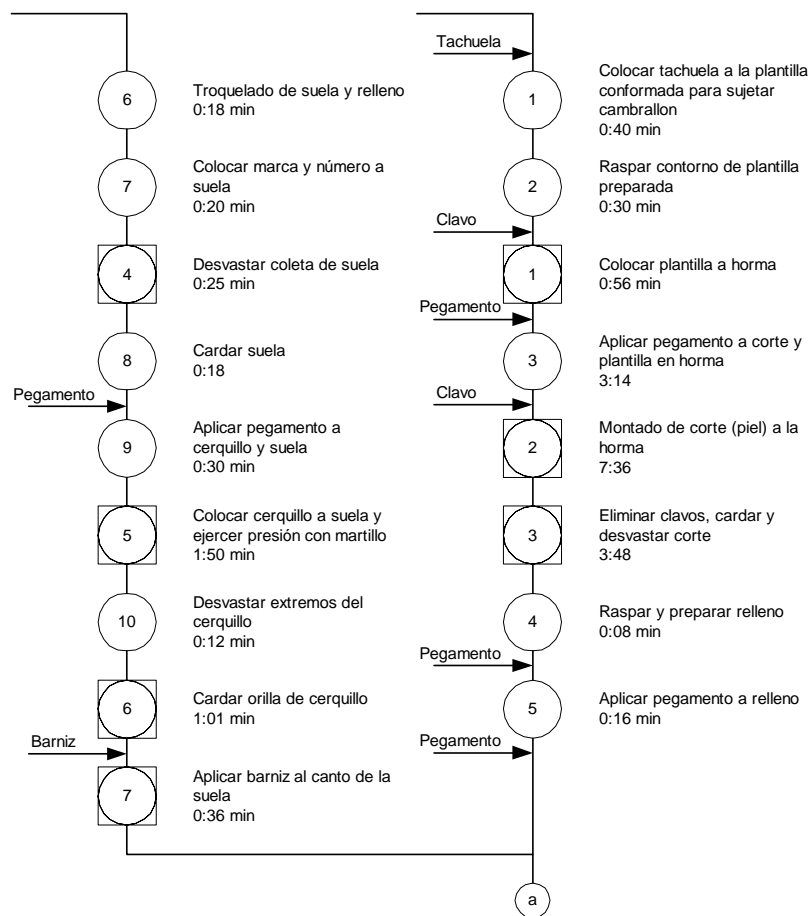 6
Troquelado de suela y relleno
0:18 min
7
Colocar marca y número a
suela
0:20 min
4
Desvastar coleta de suela
0:25 min
8
Cardar suela
0:18
Pegamento
9
Aplicar pegamento a
cerquillo y suela
0:30 min
5
Colocar cerquillo a suela y
ejercer presión con martillo
1:50 min
10
Desvastar extremos del
cerquillo
0:12 min
6
Cardar orilla de cerquillo
1:01 min
Barniz
7
Aplicar barniz al canto de la
suela
0:36 min
Tachuela
1
Colocar tachuela a la plantilla
conformada para sujetar
cambrallon
0:40 min
2
Raspar contorno de plantilla
preparada
0:30 min
Clavo
1
Colocar plantilla a horma
0:56 min
Pegamento
3
Aplicar pegamento a corte y
plantilla en horma
3:14
Clavo
2
Montado de corte (piel) a la
horma
7:36
3
Eliminar clavos, cardar y
desvastar corte
3:48
4
Raspar y preparar relleno
0:08 min
Pegamento
5
Aplicar pegamento a relleno
0:16 min
Pegamento
a